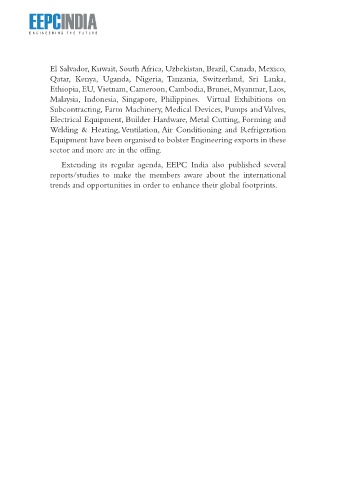 EEPCINDIA
ENGINEERING THE FUTURE
El Salvador, Kuwait, South Africa, Uzbekistan, Brazil, Canada, Mexico,
Qatar, Kenya, Uganda, Nigeria, Tanzania, Switzerland, Sri Lanka,
Ethiopia, EU, Vietnam, Cameroon, Cambodia, Brunei, Myanmar, Laos,
Malaysia, Indonesia, Singapore, Philippines. Virtual Exhibitions on
Subcontracting, Farm Machinery, Medical Devices, Pumps and Valves,
Electrical Equipment, Builder Hardware, Metal Cutting, Forming and
Welding & Heating, Ventilation, Air Conditioning and Refrigeration
Equipment have been organised to bolster Engineering exports in these
sector and more are in the offing.
Extending its regular agenda, EEPC India also published several
reports/studies to make the members aware about the international
trends and opportunities in order to enhance their global footprints.